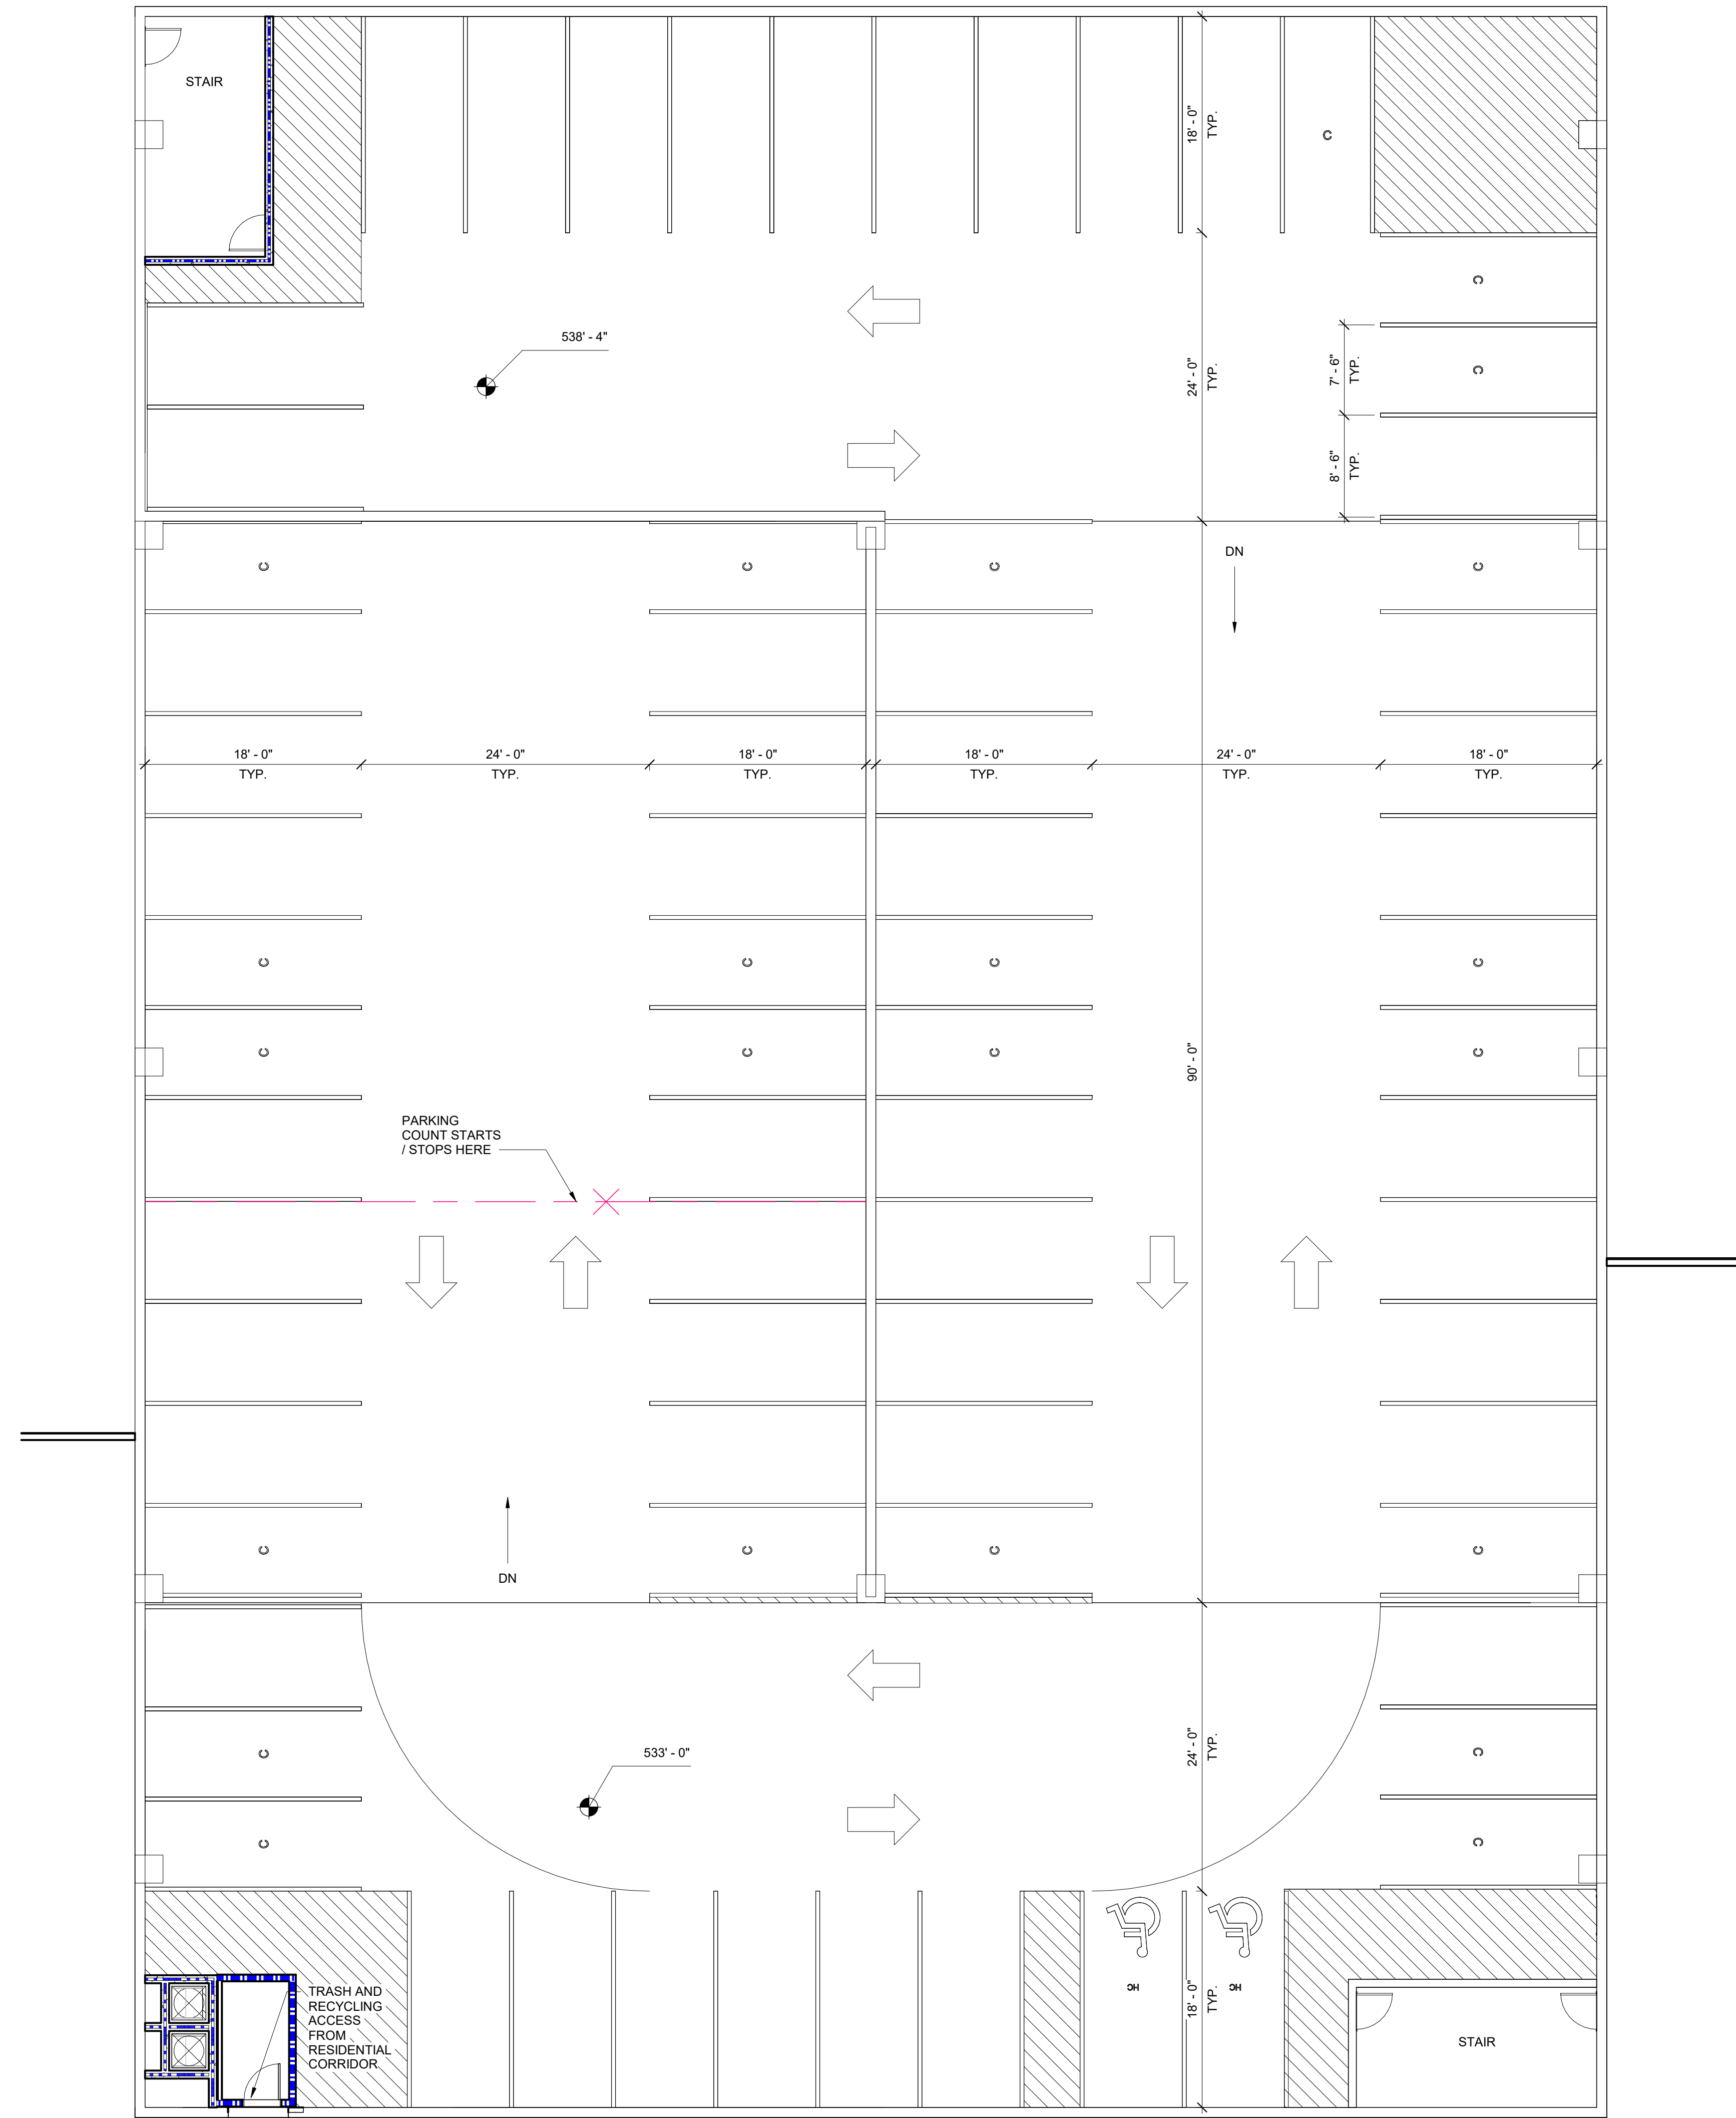 STAIR
18' - 0"
TYP.
C
C
538' - 4"
24' - 0"
TYP.
7' - 6"
TYP.
C
8' - 6"
TYP.
DN
C
C
C
C
18' - 0"
24' - 0"
18' - 0"
18' - 0"
24' - 0"
18' - 0"
TYP.
TYP.
TYP.
TYP.
TYP.
TYP.
C
C
C
C
C
C
C
C
90' - 0"
PARKING
COUNT STARTS
/ STOPS HERE
C
C
C
C
DN
24' - 0"
TYP.
533' - 0"
C
C
C
C
HC
HC
18' - 0"
TYP.
TRASH AND
RECYCLING
ACCESS
FROM
RESIDENTIAL
CORRIDOR
STAIR